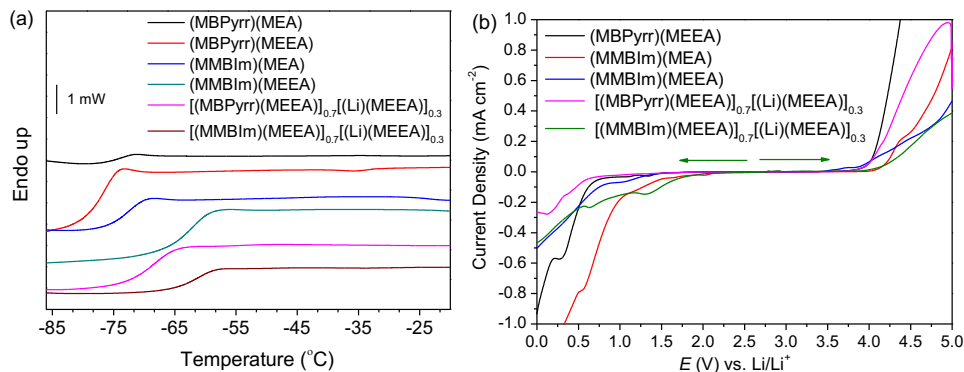 (a)
(MBPyrr)(MEA)
(MBPyrr)(MEEA)
(MMBIm)(MEA)
(MMBIm)(MEEA)
[(MBPyrr)(MEEA)]0.7[(Li)(MEEA)]0.3
[(MMBIm)(MEEA)]0.7[(Li)(MEEA)]0.3
1 mW
Endo up
-85 -75 -65 -55 -45 -35 -25
Temperature (°C)
(b)
(MBPyrr)(MEEA)
(MMBIm)(MEA)
(MMBIm)(MEEA)
[(MBPyrr)(MEEA)]0.7[(Li)(MEEA)]0.3
[(MMBIm)(MEEA)]0.7[(Li)(MEEA)]0.3
Current Density (mA cm-2)
1.0
0.8
0.6
0.4
0.2
0.0
-0.2
-0.4
-0.6
-0.8
-1.0
0.0 0.5 1.0 1.5 2.0 2.5 3.0 3.5 4.0 4.5 5.0
E (V) vs. Li/Li+